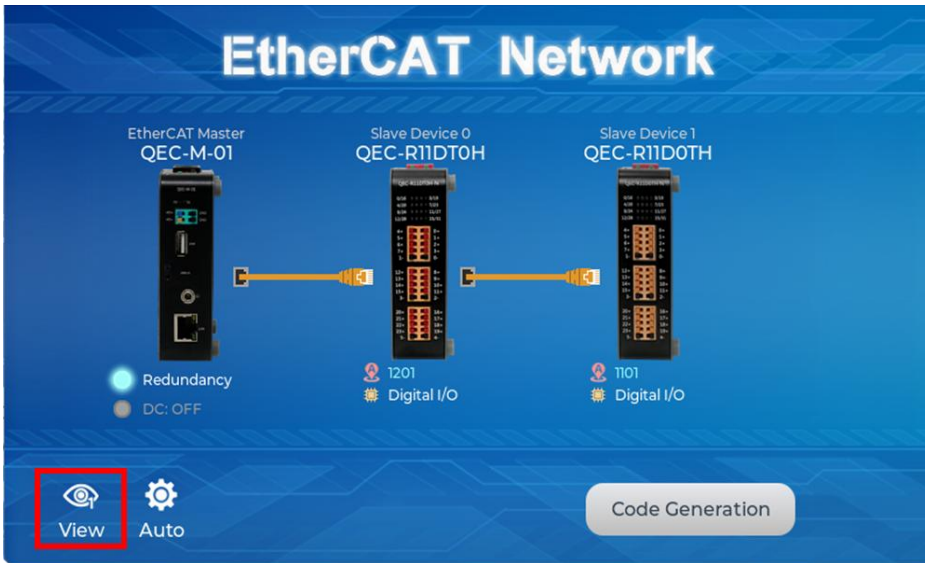 EtherCAT Network
EtherCAT Master
QEC-M-01
Slave Device 0
QEC-R11DT0H
Slave Device 1
QEC-R11D0TH
Redundancy
DC: OFF
1201
Digital I/O
1101
Digital I/O
View
Auto
Code Generation